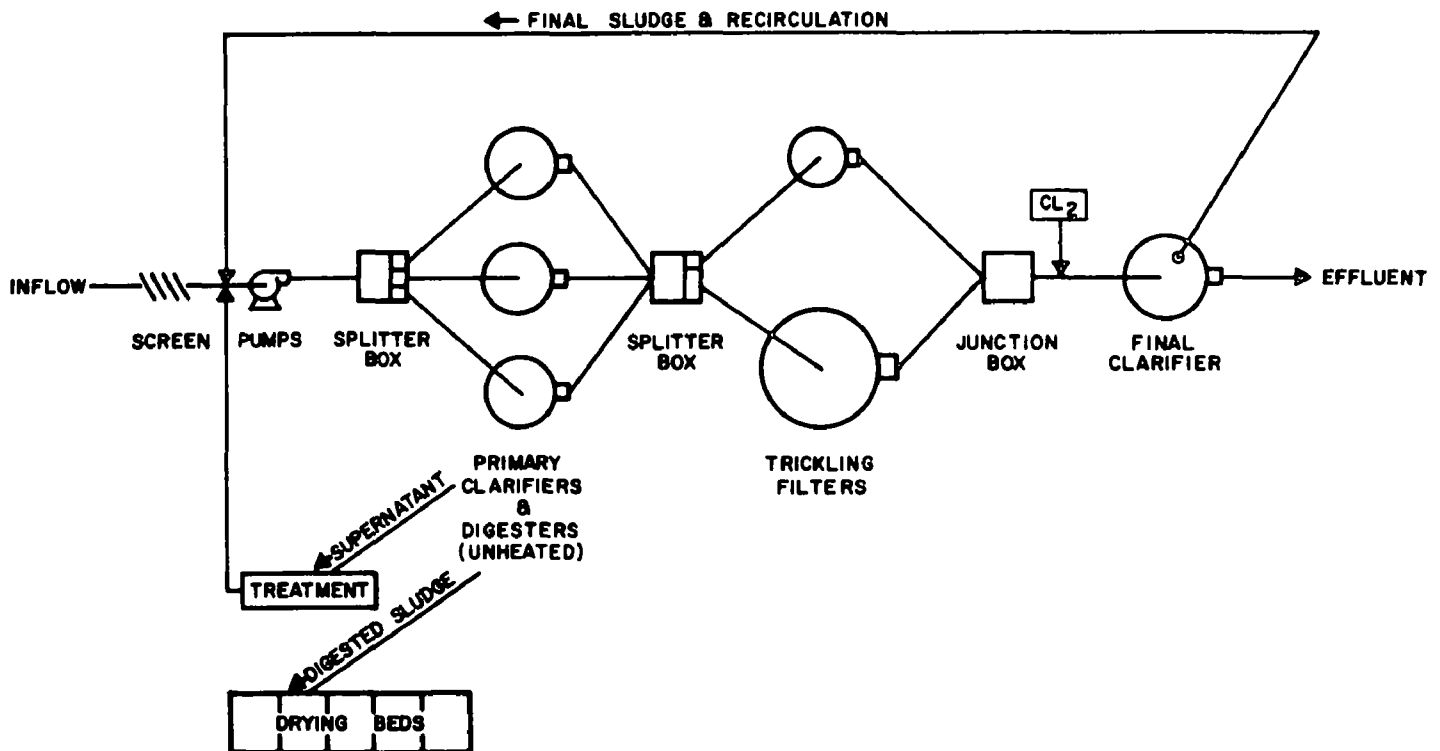 FINAL SLUDGE & RECIRCULATION
CL2
INFLOW
EFFLUENT
SCREEN
PUMPS
SPLITTER
BOX
SPLITTER
BOX
JUNCTION
BOX
FINAL
CLARIFIER
PRIMARY
CLARIFIERS
&
DIGESTERS
(UNHEATED)
TRICKLING
FILTERS
SUPERNATANT
TREATMENT
DIGESTED SLUDGE
DRYING BEDS